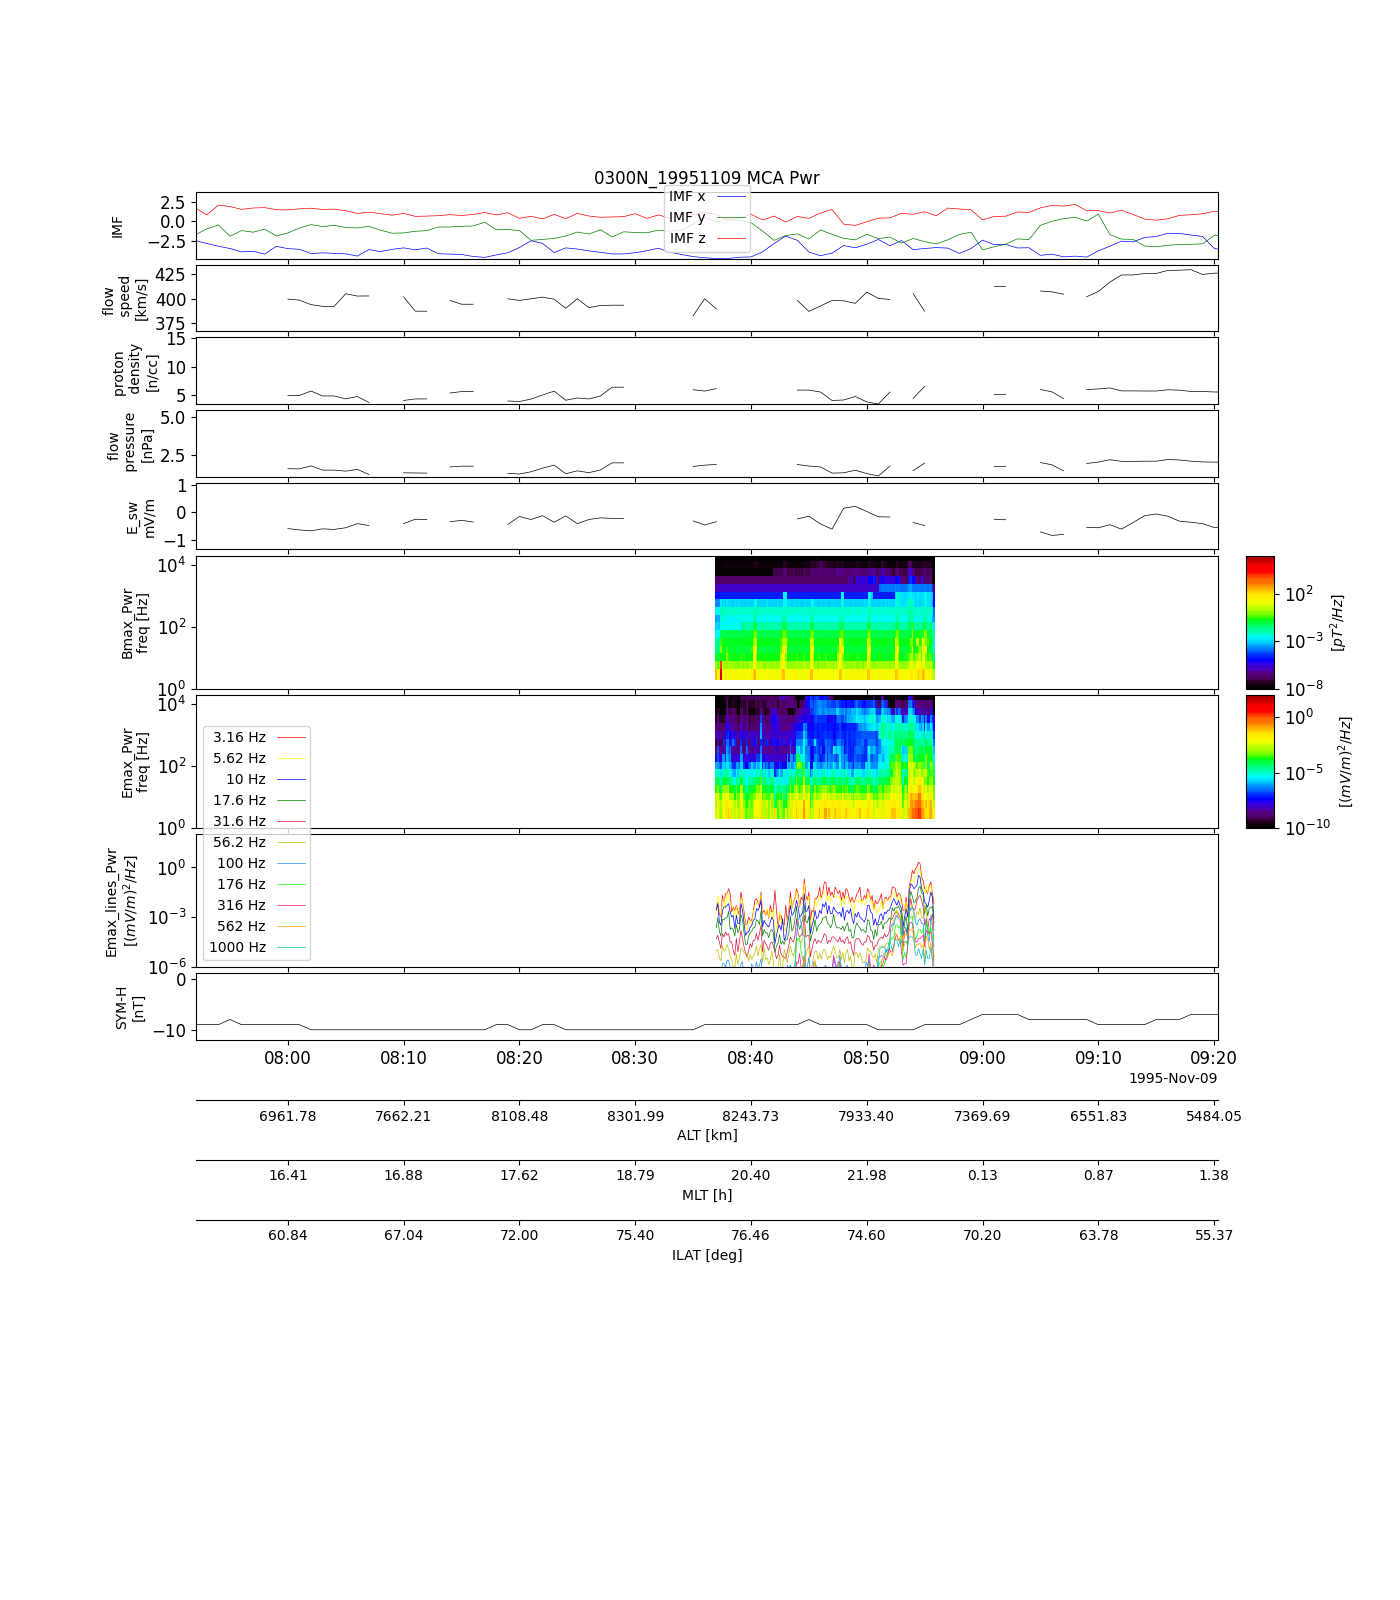 0300N_19951109 MCA Pwr
IMF
2.5
0.0
−2.5
IMF x
IMF y
IMF z
flow
speed
[km/s]
425
400
375
proton
density
[n/cc]
15
10
5
flow
pressure
[nPa]
5.0
2.5
E_sw
mV/m
1
0
−1
Bmax_Pwr
freq [Hz]
10^4
10^2
10^0
10^2
10^−3
10^−8
[pT^2/Hz]
Emax_Pwr
freq [Hz]
10^4
10^2
10^0
10^0
10^−5
10^−10
[(mV/m)^2/Hz]
3.16 Hz
5.62 Hz
10 Hz
17.6 Hz
31.6 Hz
56.2 Hz
100 Hz
176 Hz
316 Hz
562 Hz
1000 Hz
Emax_lines_Pwr
[(mV/m)^2/Hz]
10^0
10^−3
10^−6
SYM-H
[nT]
0
−10
08:00 08:10 08:20 08:30 08:40 08:50 09:00 09:10 09:20
1995-Nov-09
6961.78 7662.21 8108.48 8301.99 8243.73 7933.40 7369.69 6551.83 5484.05
ALT [km]
16.41 16.88 17.62 18.79 20.40 21.98 0.13 0.87 1.38
MLT [h]
60.84 67.04 72.00 75.40 76.46 74.60 70.20 63.78 55.37
ILAT [deg]